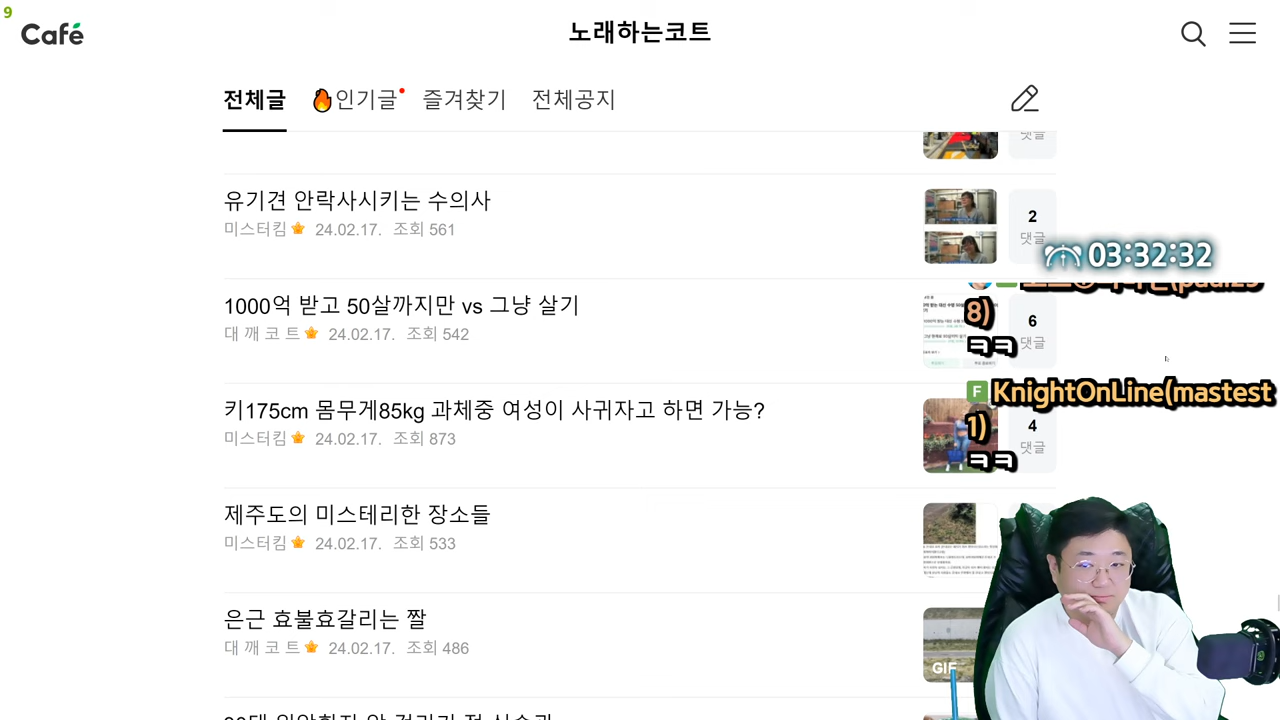 9
Café
노래하는코트
전체글
인기글
즐겨찾기
전체공지
댓글
유기견 안락사시키는 수의사
미스터킴 24.02.17. 조회 561
2
댓글
03:32:32
1000억 받고 50살까지만 vs 그냥 살기
대 깨 코 트 24.02.17. 조회 542
6
댓글
8)
ㅋㅋ
키175cm 몸무게85kg 과체중 여성이 사귀자고 하면 가능?
미스터킴 24.02.17. 조회 873
4
댓글
F KnightOnLine(mastest
1)
ㅋㅋ
제주도의 미스테리한 장소들
미스터킴 24.02.17. 조회 533
은근 효불효갈리는 짤
대 깨 코 트 24.02.17. 조회 486
GIF